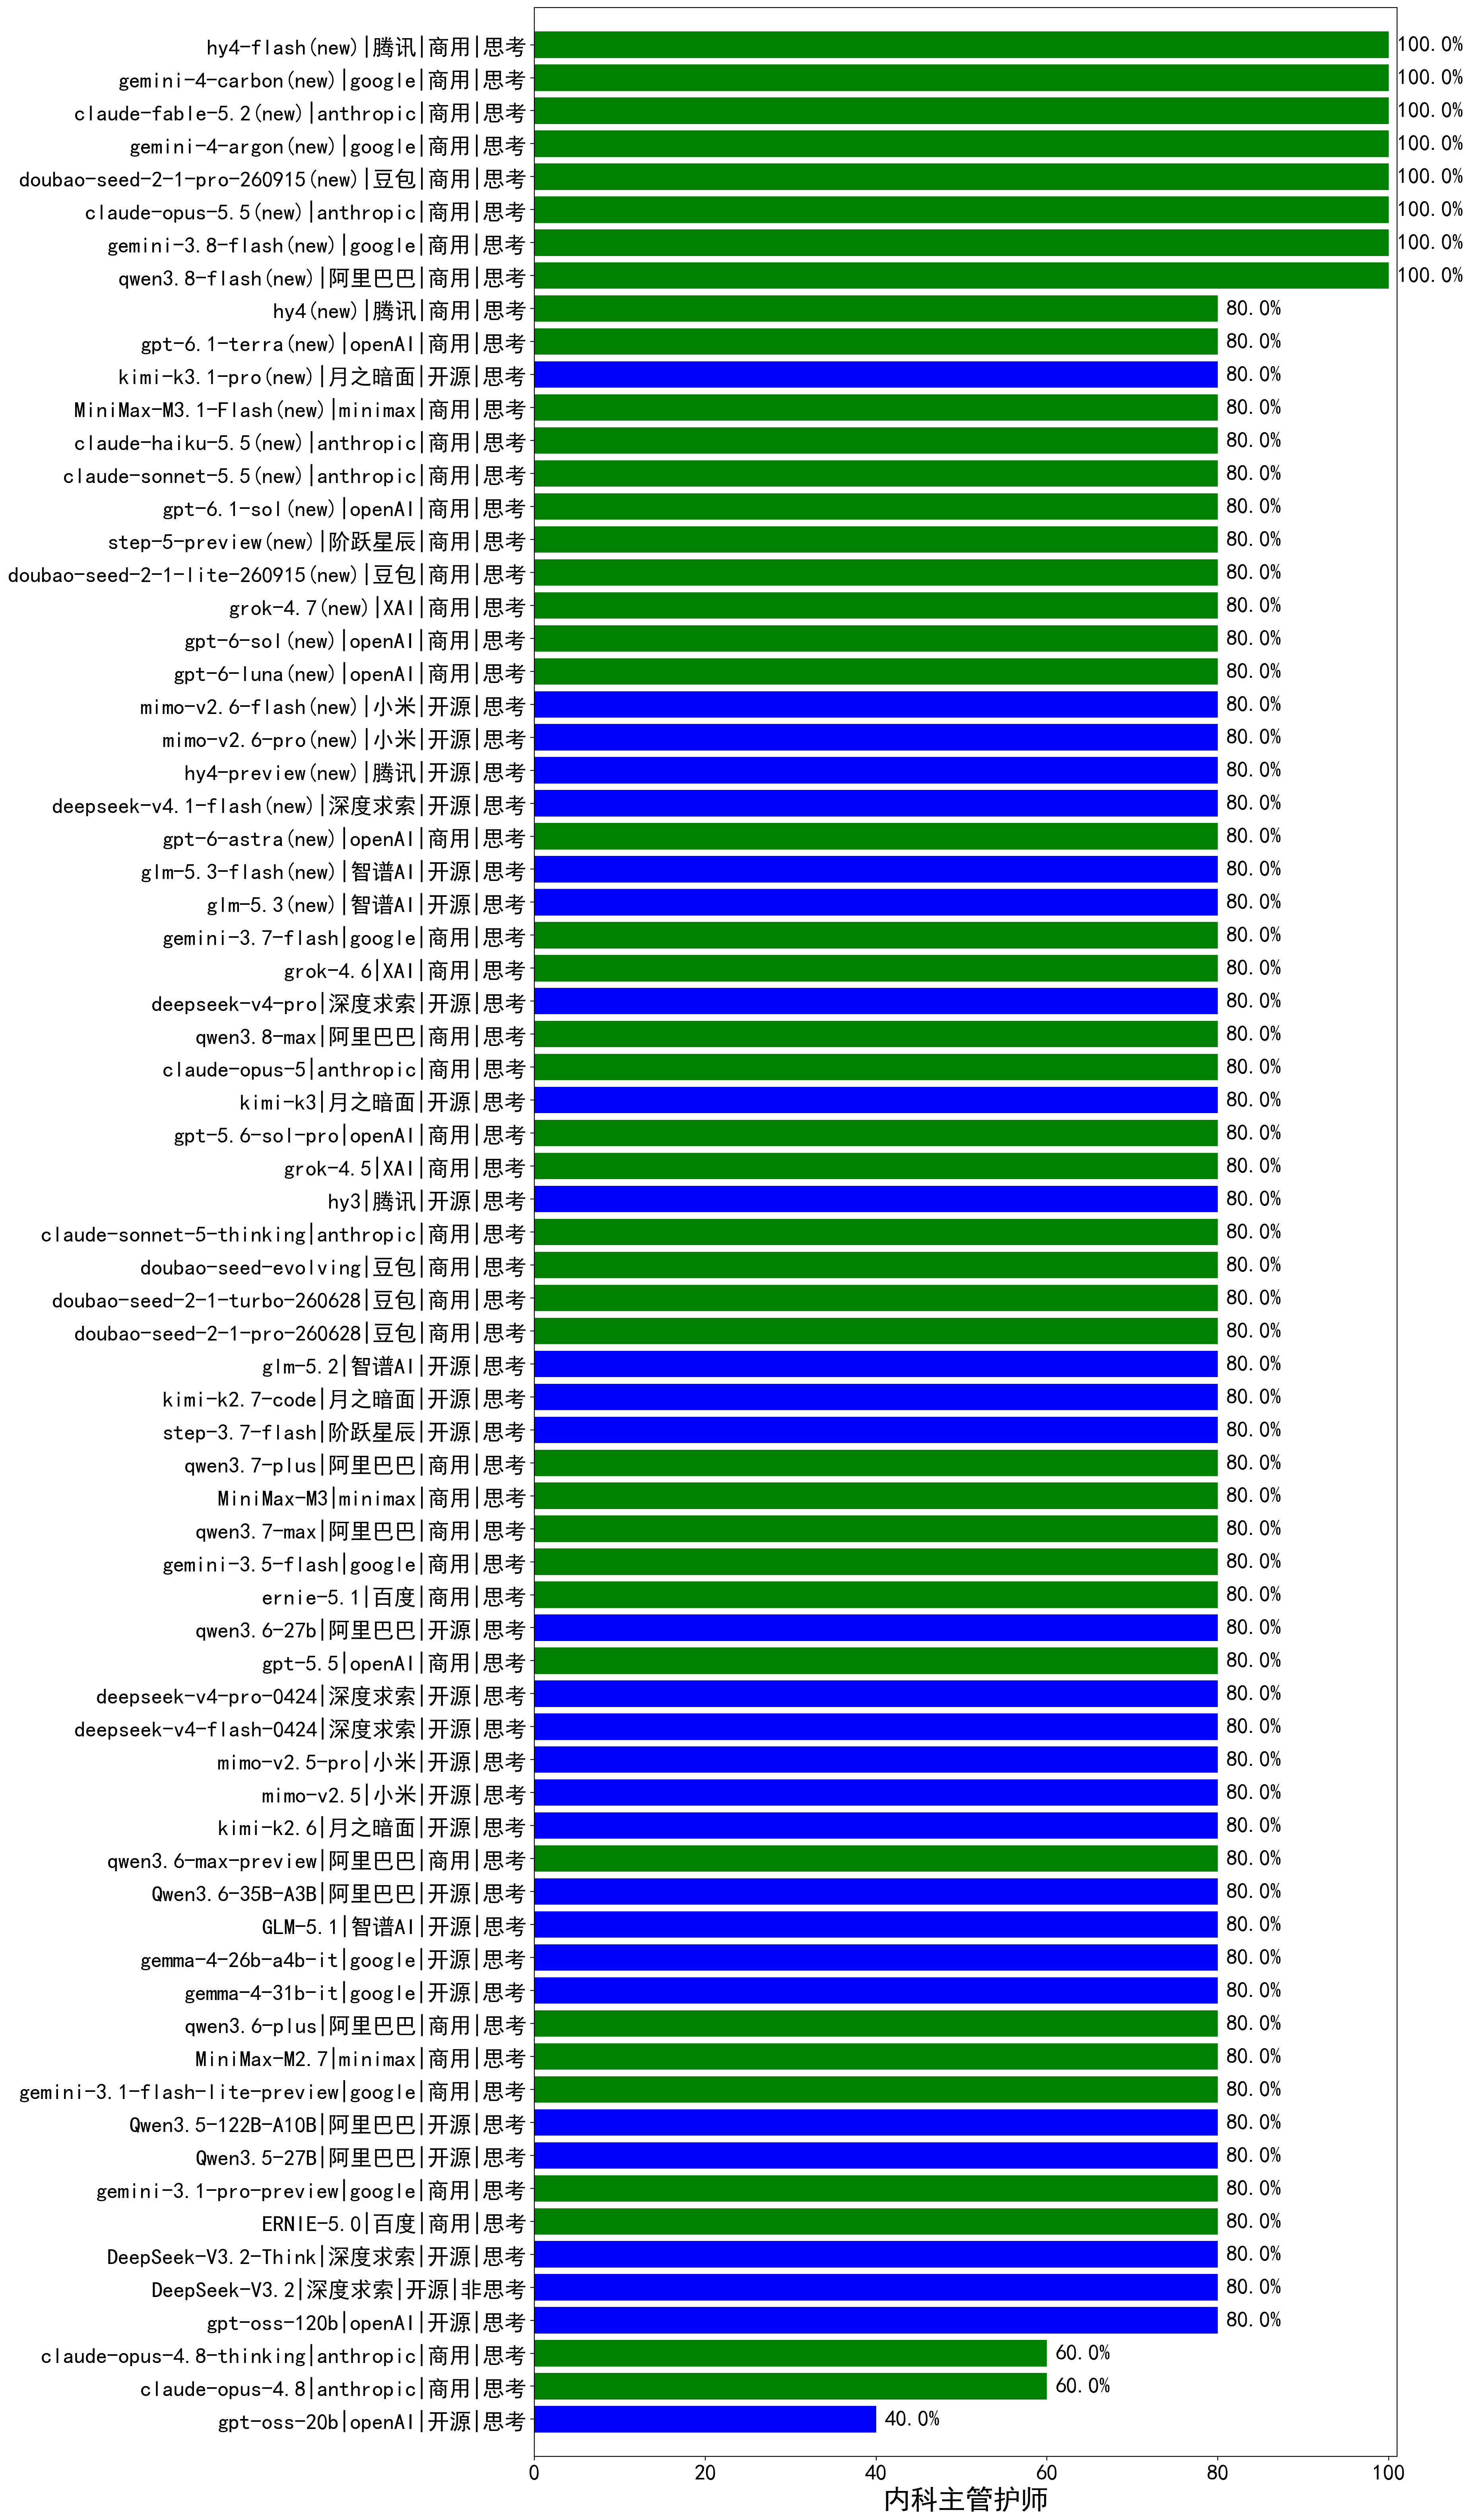 hy4-flash(new)|腾讯|商用|思考 100.0%
gemini-4-carbon(new)|google|商用|思考 100.0%
claude-fable-5.2(new)|anthropic|商用|思考 100.0%
gemini-4-argon(new)|google|商用|思考 100.0%
doubao-seed-2-1-pro-260915(new)|豆包|商用|思考 100.0%
claude-opus-5.5(new)|anthropic|商用|思考 100.0%
gemini-3.8-flash(new)|google|商用|思考 100.0%
qwen3.8-flash(new)|阿里巴巴|商用|思考 100.0%
hy4(new)|腾讯|商用|思考 80.0%
gpt-6.1-terra(new)|openAI|商用|思考 80.0%
kimi-k3.1-pro(new)|月之暗面|开源|思考 80.0%
MiniMax-M3.1-Flash(new)|minimax|商用|思考 80.0%
claude-haiku-5.5(new)|anthropic|商用|思考 80.0%
claude-sonnet-5.5(new)|anthropic|商用|思考 80.0%
gpt-6.1-sol(new)|openAI|商用|思考 80.0%
step-5-preview(new)|阶跃星辰|商用|思考 80.0%
doubao-seed-2-1-lite-260915(new)|豆包|商用|思考 80.0%
grok-4.7(new)|XAI|商用|思考 80.0%
gpt-6-sol(new)|openAI|商用|思考 80.0%
gpt-6-luna(new)|openAI|商用|思考 80.0%
mimo-v2.6-flash(new)|小米|开源|思考 80.0%
mimo-v2.6-pro(new)|小米|开源|思考 80.0%
hy4-preview(new)|腾讯|开源|思考 80.0%
deepseek-v4.1-flash(new)|深度求索|开源|思考 80.0%
gpt-6-astra(new)|openAI|商用|思考 80.0%
glm-5.3-flash(new)|智谱AI|开源|思考 80.0%
glm-5.3(new)|智谱AI|开源|思考 80.0%
gemini-3.7-flash|google|商用|思考 80.0%
grok-4.6|XAI|商用|思考 80.0%
deepseek-v4-pro|深度求索|开源|思考 80.0%
qwen3.8-max|阿里巴巴|商用|思考 80.0%
claude-opus-5|anthropic|商用|思考 80.0%
kimi-k3|月之暗面|开源|思考 80.0%
gpt-5.6-sol-pro|openAI|商用|思考 80.0%
grok-4.5|XAI|商用|思考 80.0%
hy3|腾讯|开源|思考 80.0%
claude-sonnet-5-thinking|anthropic|商用|思考 80.0%
doubao-seed-evolving|豆包|商用|思考 80.0%
doubao-seed-2-1-turbo-260628|豆包|商用|思考 80.0%
doubao-seed-2-1-pro-260628|豆包|商用|思考 80.0%
glm-5.2|智谱AI|开源|思考 80.0%
kimi-k2.7-code|月之暗面|开源|思考 80.0%
step-3.7-flash|阶跃星辰|开源|思考 80.0%
qwen3.7-plus|阿里巴巴|商用|思考 80.0%
MiniMax-M3|minimax|商用|思考 80.0%
qwen3.7-max|阿里巴巴|商用|思考 80.0%
gemini-3.5-flash|google|商用|思考 80.0%
ernie-5.1|百度|商用|思考 80.0%
qwen3.6-27b|阿里巴巴|开源|思考 80.0%
gpt-5.5|openAI|商用|思考 80.0%
deepseek-v4-pro-0424|深度求索|开源|思考 80.0%
deepseek-v4-flash-0424|深度求索|开源|思考 80.0%
mimo-v2.5-pro|小米|开源|思考 80.0%
mimo-v2.5|小米|开源|思考 80.0%
kimi-k2.6|月之暗面|开源|思考 80.0%
qwen3.6-max-preview|阿里巴巴|商用|思考 80.0%
Qwen3.6-35B-A3B|阿里巴巴|开源|思考 80.0%
GLM-5.1|智谱AI|开源|思考 80.0%
gemma-4-26b-a4b-it|google|开源|思考 80.0%
gemma-4-31b-it|google|开源|思考 80.0%
qwen3.6-plus|阿里巴巴|商用|思考 80.0%
MiniMax-M2.7|minimax|商用|思考 80.0%
gemini-3.1-flash-lite-preview|google|商用|思考 80.0%
Qwen3.5-122B-A10B|阿里巴巴|开源|思考 80.0%
Qwen3.5-27B|阿里巴巴|开源|思考 80.0%
gemini-3.1-pro-preview|google|商用|思考 80.0%
ERNIE-5.0|百度|商用|思考 80.0%
DeepSeek-V3.2-Think|深度求索|开源|思考 80.0%
DeepSeek-V3.2|深度求索|开源|非思考 80.0%
gpt-oss-120b|openAI|开源|思考 80.0%
claude-opus-4.8-thinking|anthropic|商用|思考 60.0%
claude-opus-4.8|anthropic|商用|思考 60.0%
gpt-oss-20b|openAI|开源|思考 40.0%
0 20 40 60 80 100
内科主管护师